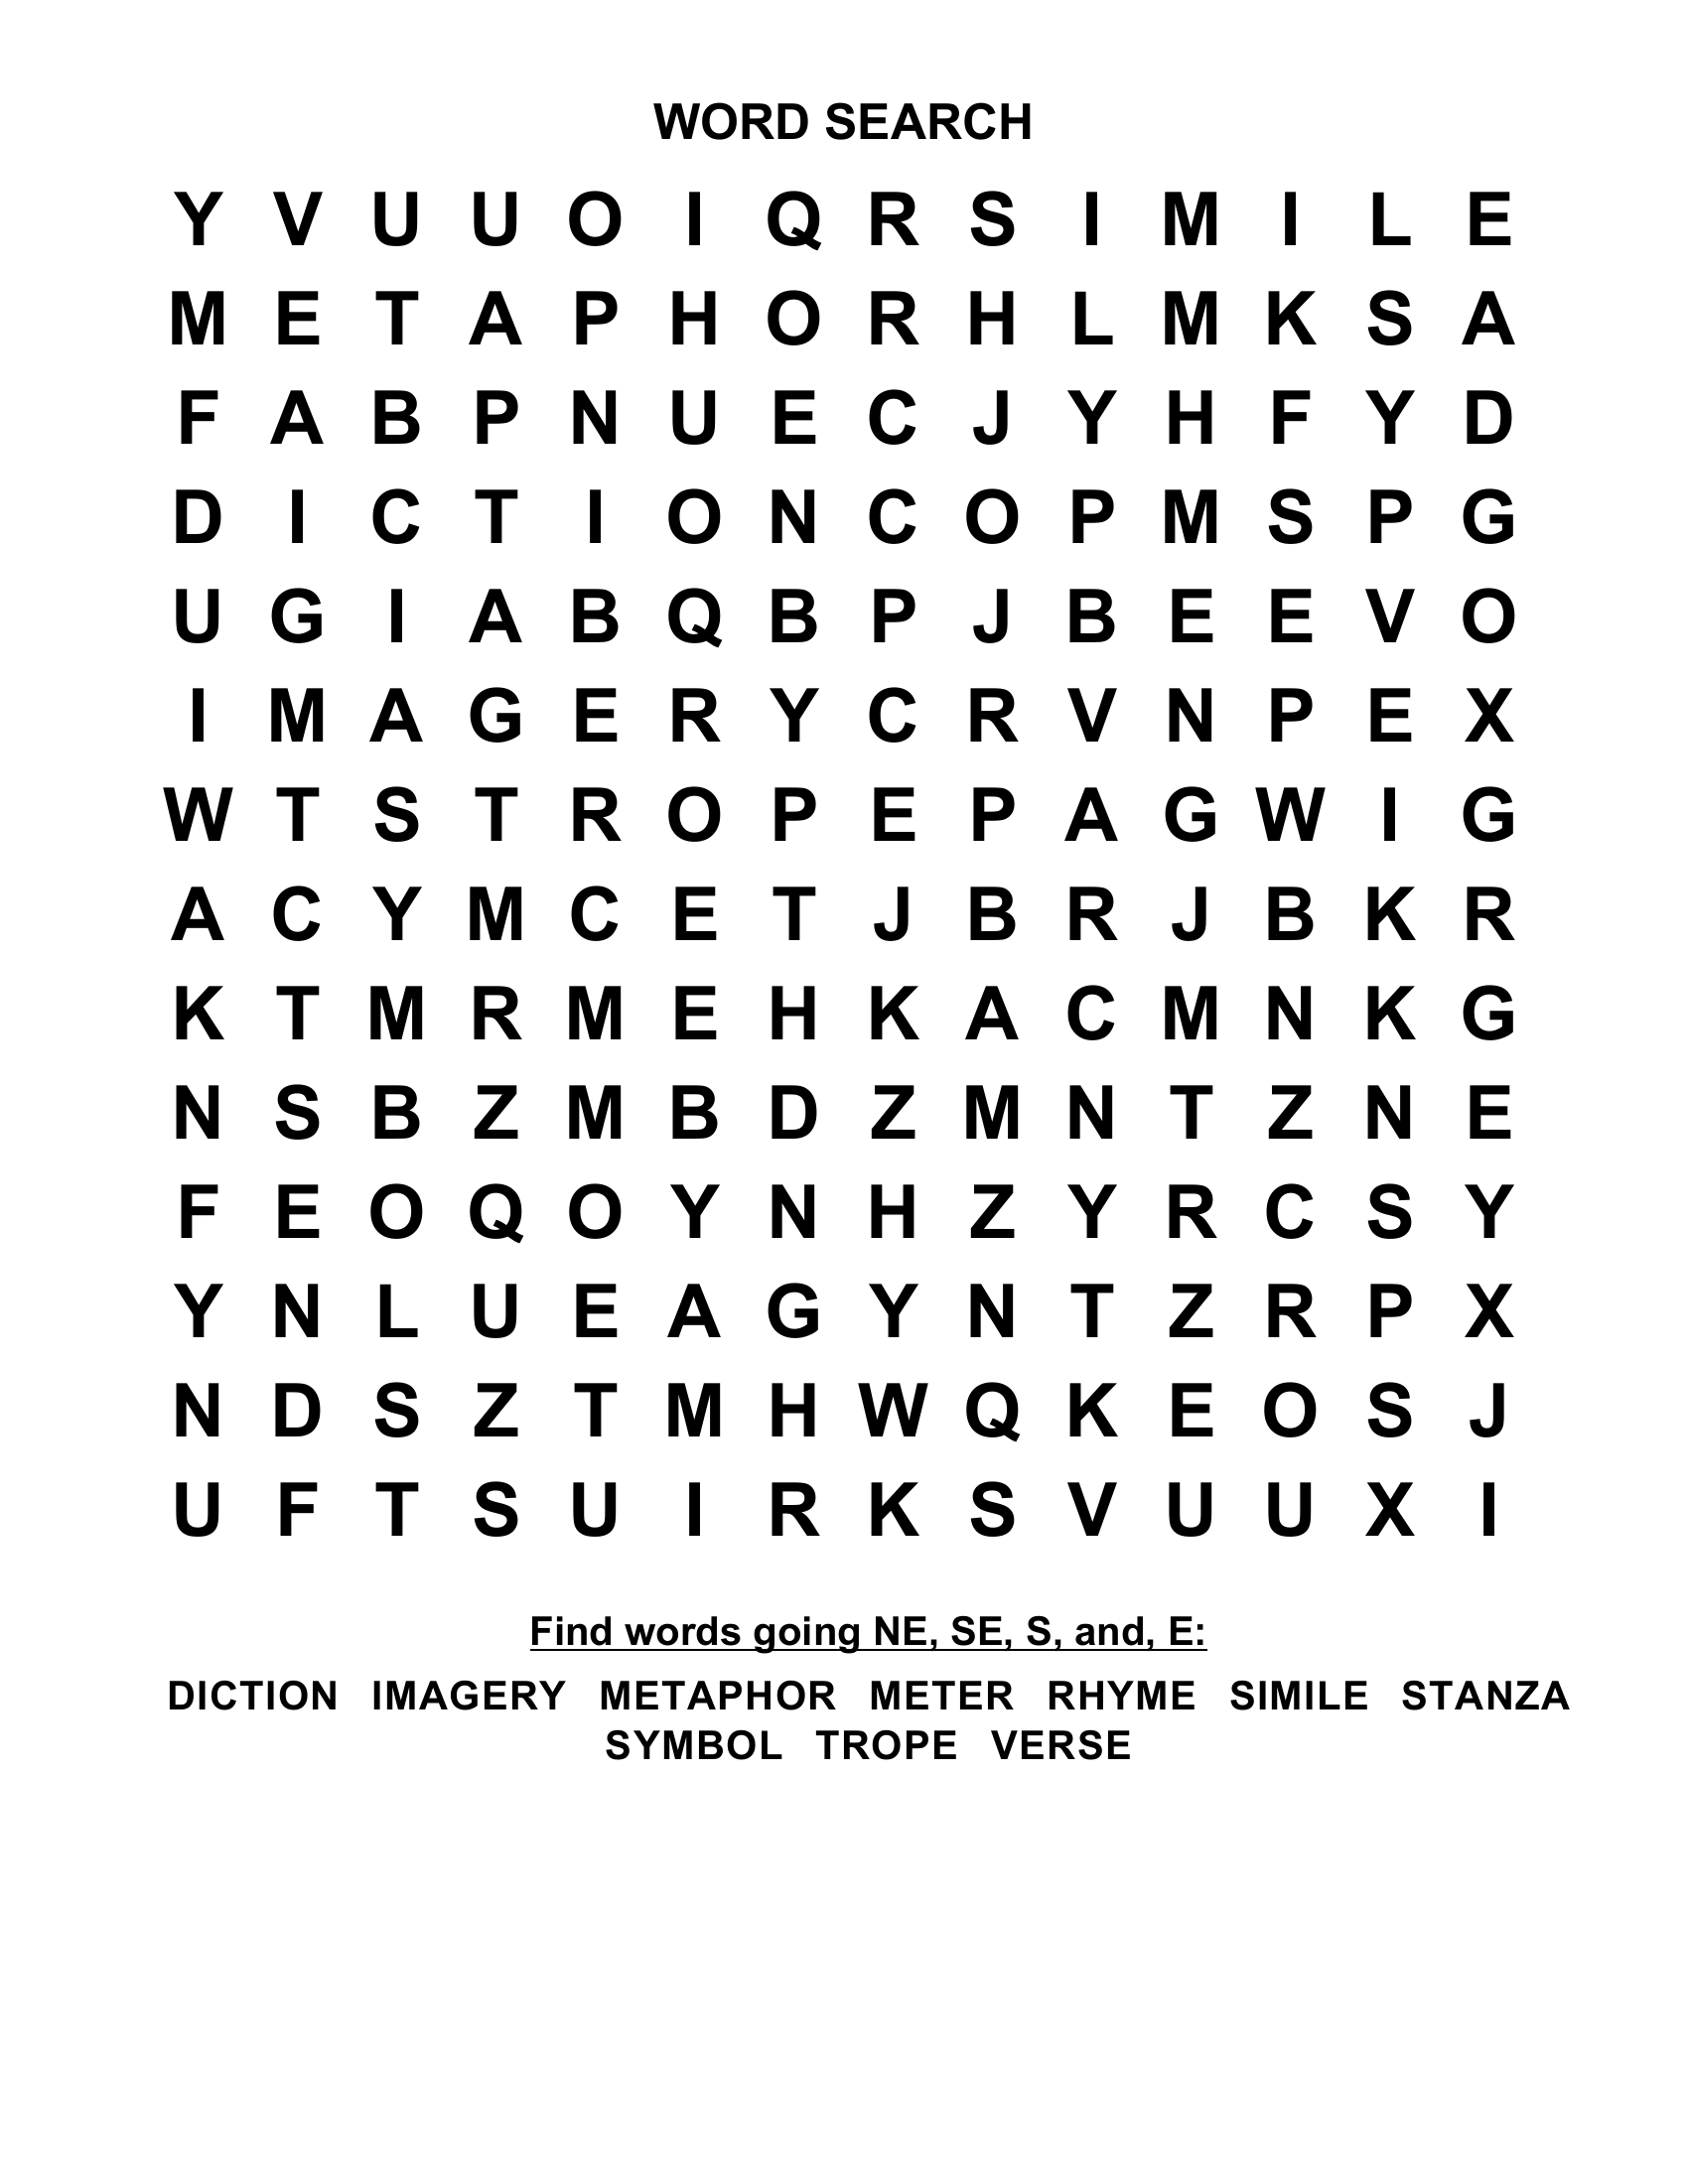 WORD SEARCH
Y V U U O I Q R S I M I L E
M E T A P H O R H L M K S A
F A B P N U E C J Y H F Y D
D I C T I O N C O P M S P G
U G I A B Q B P J B E E V O
I M A G E R Y C R V N P E X
W T S T R O P E P A G W I G
A C Y M C E T J B R J B K R
K T M R M E H K A C M N K G
N S B Z M B D Z M N T Z N E
F E O Q O Y N H Z Y R C S Y
Y N L U E A G Y N T Z R P X
N D S Z T M H W Q K E O S J
U F T S U I R K S V U U X I
Find words going NE, SE, S, and, E:
DICTION IMAGERY METAPHOR METER RHYME SIMILE STANZA
SYMBOL TROPE VERSE